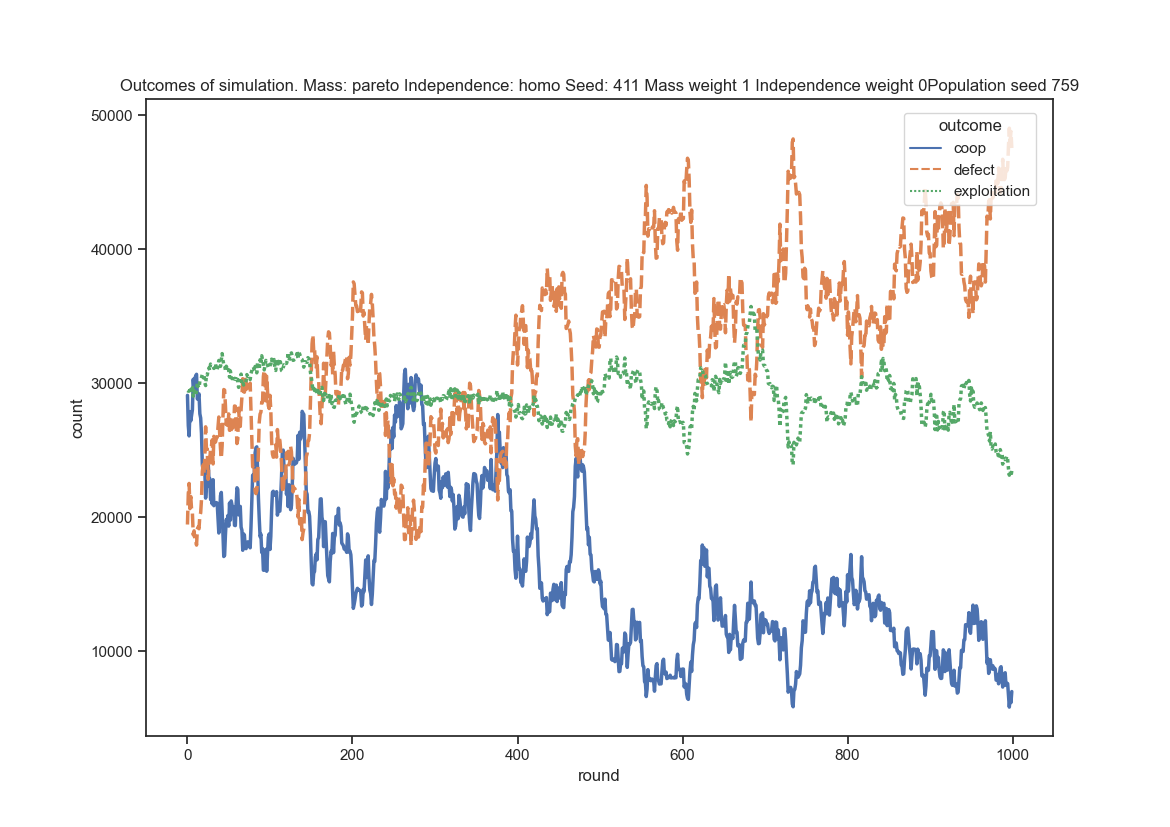 Outcomes of simulation. Mass: pareto Independence: homo Seed: 411 Mass weight 1 Independence weight 0Population seed 759
50000
40000
30000
20000
10000
count
outcome
coop
defect
exploitation
0 200 400 600 800 1000
round